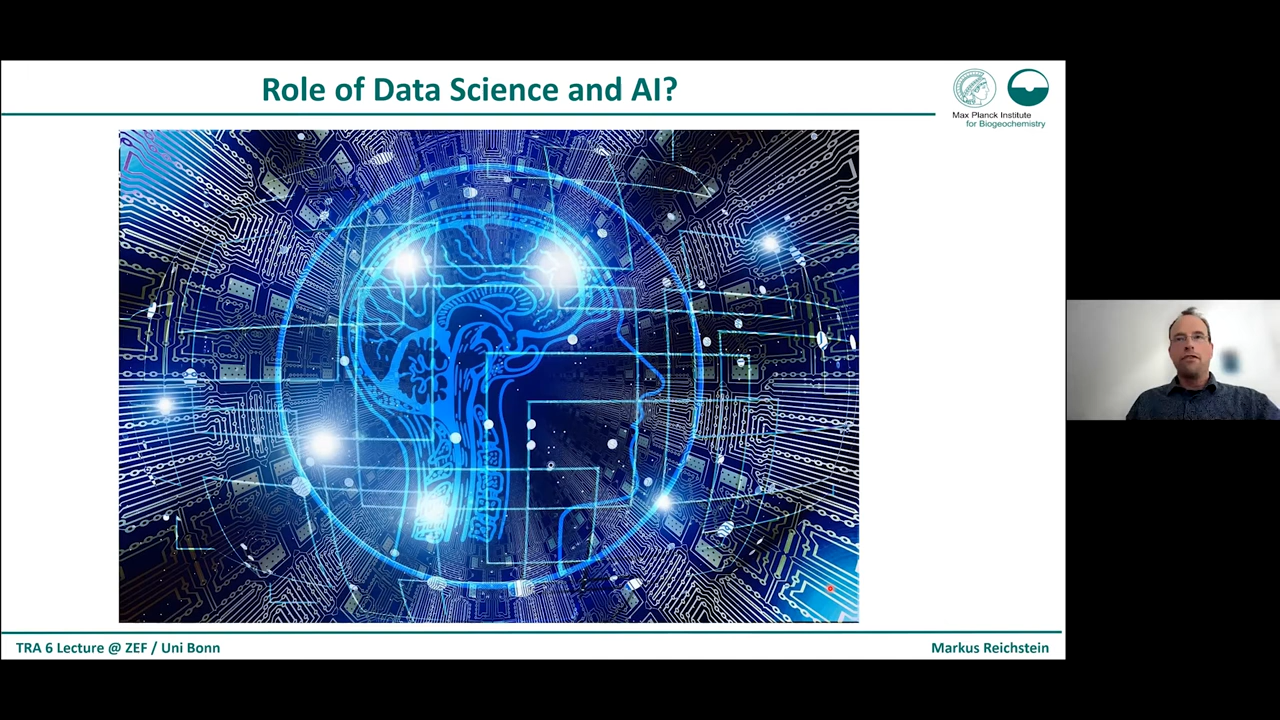 Role of Data Science and AI?
Max Planck Institute
for Biogeochemistry
TRA 6 Lecture @ ZEF / Uni Bonn
Markus Reichstein